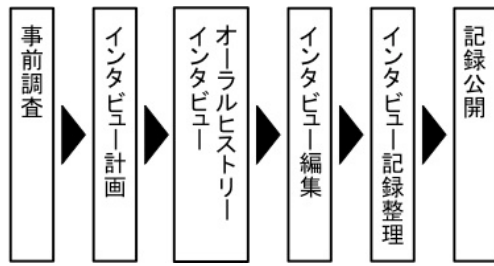 事前調査
インタビュー計画
オーラルヒストリー
インタビュー
インタビュー編集
インタビュー記録整理
記録公開